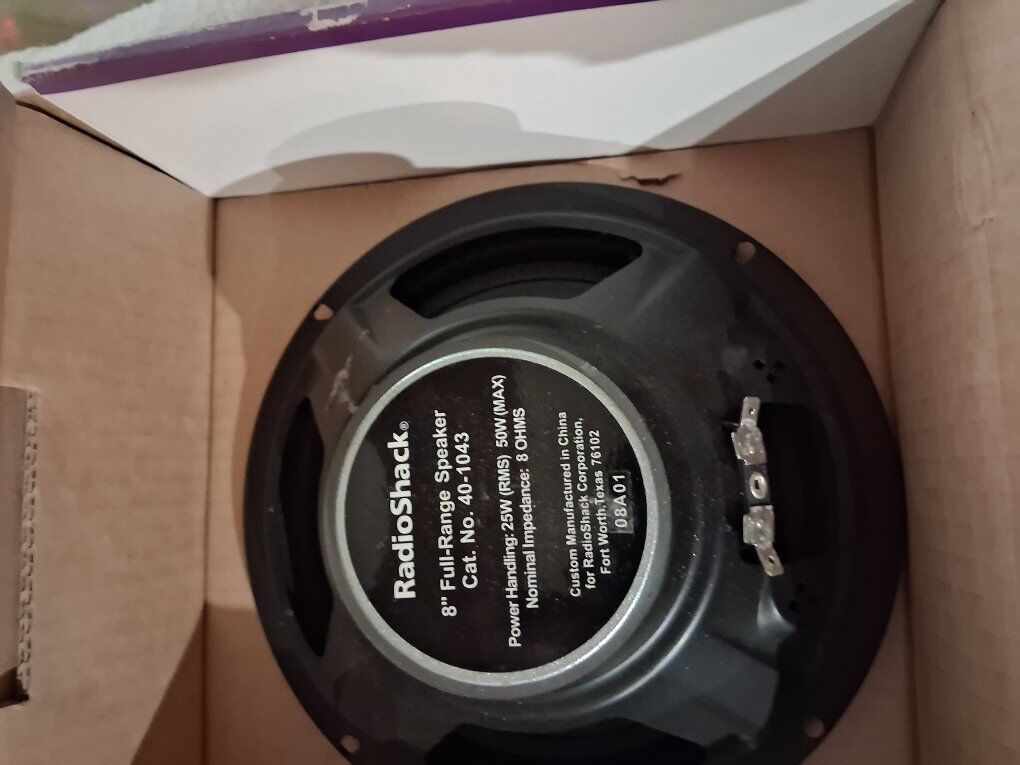 RadioShack®
8" Full-Range Speaker
Cat. No. 40-1043
Power Handling: 25W (RMS) 50W (MAX)
Nominal Impedance: 8 OHMS
Custom Manufactured in China
for RadioShack Corporation,
Fort Worth, Texas 76102
08A01